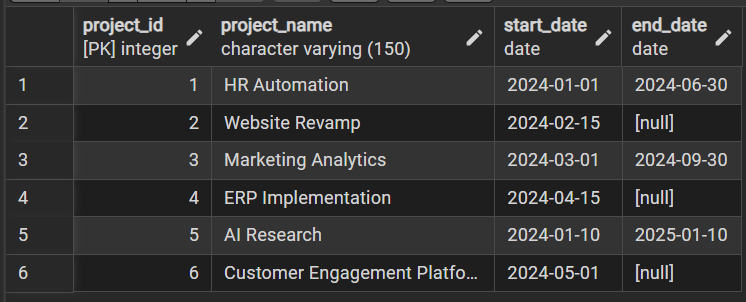 project_id project_name start_date end_date
[PK] integer character varying (150) date date
1 1 HR Automation 2024-01-01 2024-06-30
2 2 Website Revamp 2024-02-15 [null]
3 3 Marketing Analytics 2024-03-01 2024-09-30
4 4 ERP Implementation 2024-04-15 [null]
5 5 AI Research 2024-01-10 2025-01-10
6 6 Customer Engagement Platfo... 2024-05-01 [null]